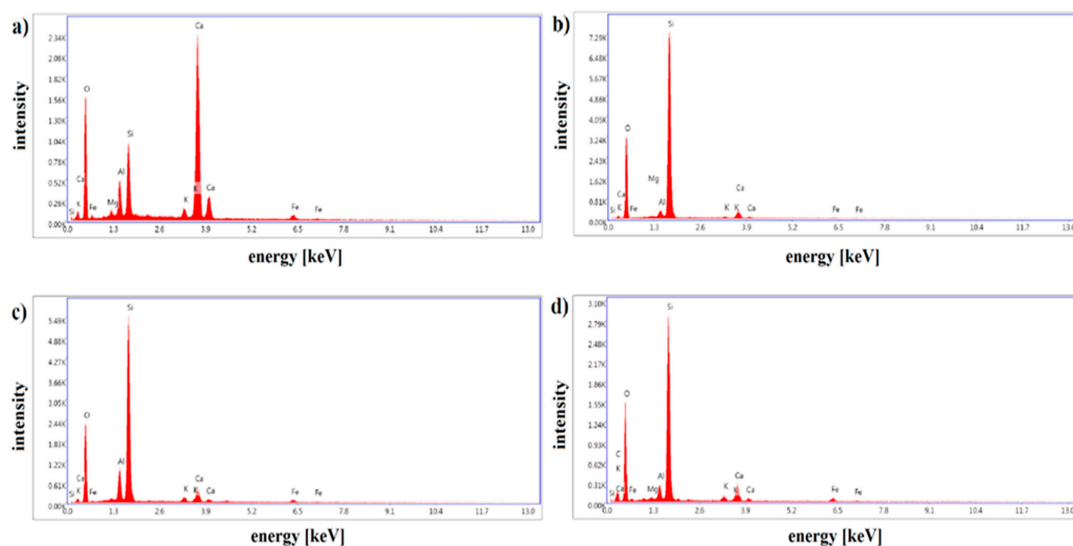 a)
intensity
2.34K
2.08K
1.82K
1.56K
1.30K
1.04K
0.78K
0.52K
0.26K
0.00K
Ca
O
Si
Al
Ca
K
Si
Fe
Mg
K
K
Ca
Fe
Fe
0.0 1.3 2.6 3.9 5.2 6.5 7.8 9.1 10.4 11.7 13.0
energy [keV]
b)
intensity
7.29K
6.48K
5.67K
4.86K
4.05K
3.24K
2.43K
1.62K
0.81K
0.00K
Si
O
Mg
Ca
K
Si
Fe
Al
K
K
Ca
Ca
Fe
Fe
0.0 1.3 2.6 3.9 5.2 6.5 7.8 9.1 10.4 11.7 13.0
energy [keV]
c)
intensity
5.49K
4.88K
4.27K
3.66K
3.05K
2.44K
1.83K
1.22K
0.61K
0.00K
Si
O
Al
Ca
K
Si
Fe
K
K
Ca
Ca
Fe
Fe
0.0 1.3 2.6 3.9 5.2 6.5 7.8 9.1 10.4 11.7 13.0
energy [keV]
d)
intensity
3.10K
2.79K
2.48K
2.17K
1.86K
1.55K
1.24K
0.93K
0.62K
0.31K
0.00K
Si
O
C
K
Si
Ca
Fe
Mg
Al
K
K
Ca
Ca
Fe
Fe
0.0 1.3 2.6 3.9 5.2 6.5 7.8 9.1 10.4 11.7 13.0
energy [keV]